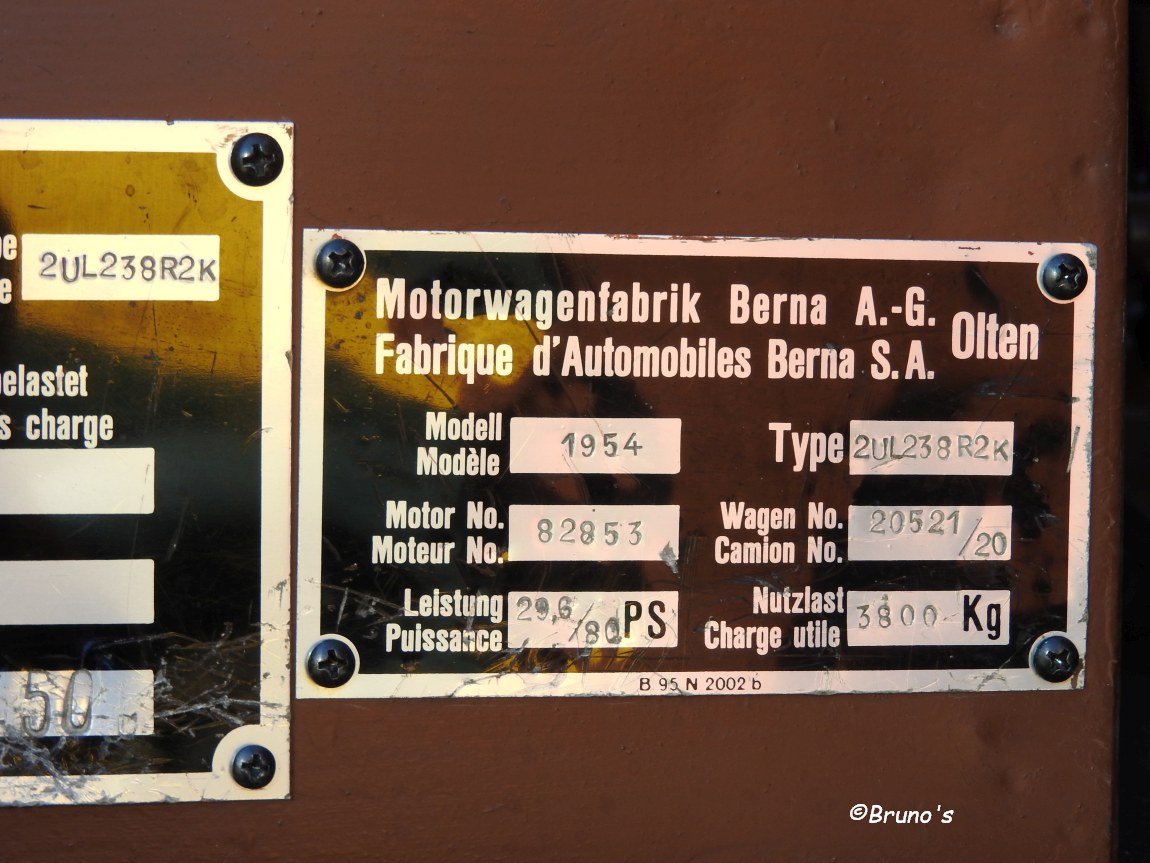 2UL238R2K
elastet
s charge
50
Motorwagenfabrik Berna A.-G.
Fabrique d'Automobiles Berna S.A.
Olten
Modell
Modèle
1954
Type 2UL238R2K
Motor No.
Moteur No.
82853
Wagen No.
Camion No.
20521/20
Leistung
Puissance
29,6/80 PS
Nutzlast
Charge utile
3800 Kg
B 95 N 2002 b
©Bruno's